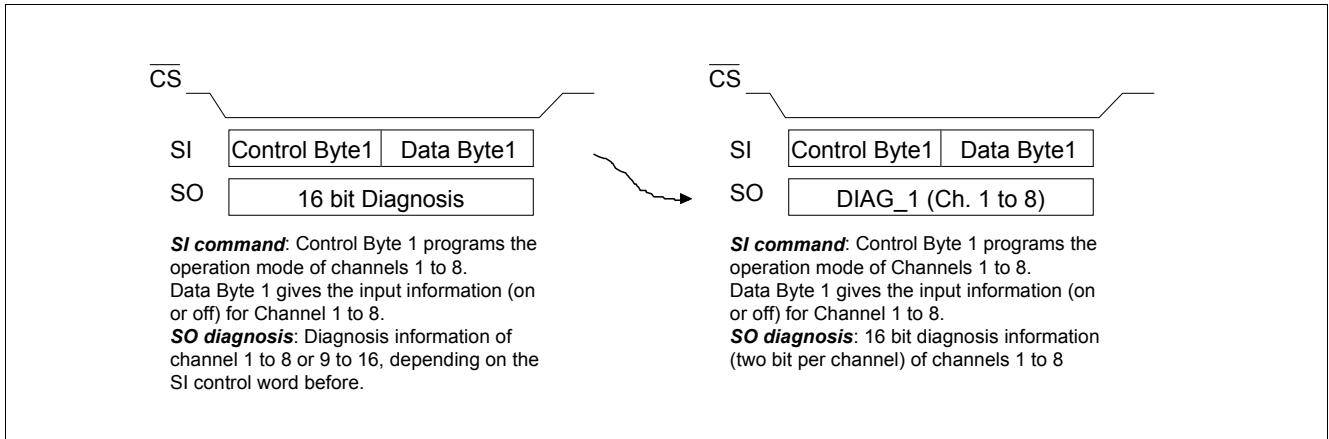 CS
SI Control Byte1 Data Byte1
SO 16 bit Diagnosis
SI command: Control Byte 1 programs the
operation mode of channels 1 to 8.
Data Byte 1 gives the input information (on
or off) for Channel 1 to 8.
SO diagnosis: Diagnosis information of
channel 1 to 8 or 9 to 16, depending on the
SI control word before.
CS
SI Control Byte1 Data Byte1
SO DIAG_1 (Ch. 1 to 8)
SI command: Control Byte 1 programs the
operation mode of Channels 1 to 8.
Data Byte 1 gives the input information (on
or off) for Channel 1 to 8.
SO diagnosis: 16 bit diagnosis information
(two bit per channel) of channels 1 to 8